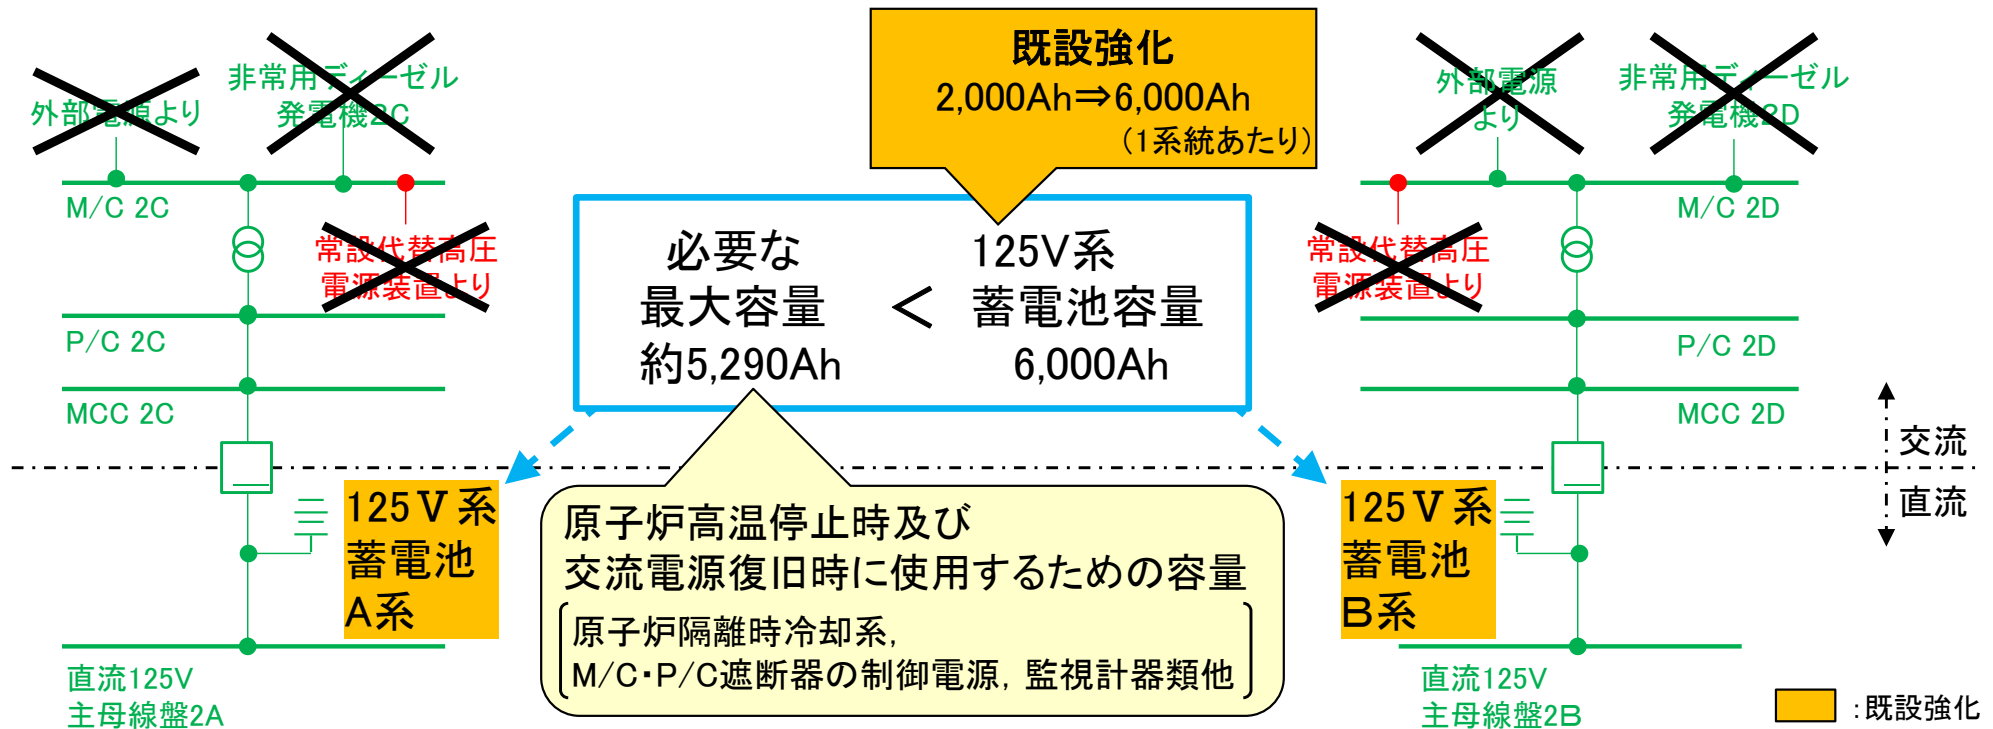 既設強化
2,000Ah⇒6,000Ah
(1系統あたり)
外部電源より
非常用ディーゼル
発電機2C
M/C 2C
常設代替高圧
電源装置より
P/C 2C
MCC 2C
125V系
蓄電池
A系
直流125V
主母線盤2A
必要な
最大容量
約5,290Ah
<
125V系
蓄電池容量
6,000Ah
原子炉高温停止時及び
交流電源復旧時に使用するための容量
原子炉隔離時冷却系,
M/C・P/C遮断器の制御電源, 監視計器類他
外部電源
より
非常用ディーゼル
発電機2D
M/C 2D
常設代替高圧
電源装置より
P/C 2D
MCC 2D
交流
直流
125V系
蓄電池
B系
直流125V
主母線盤2B
:既設強化